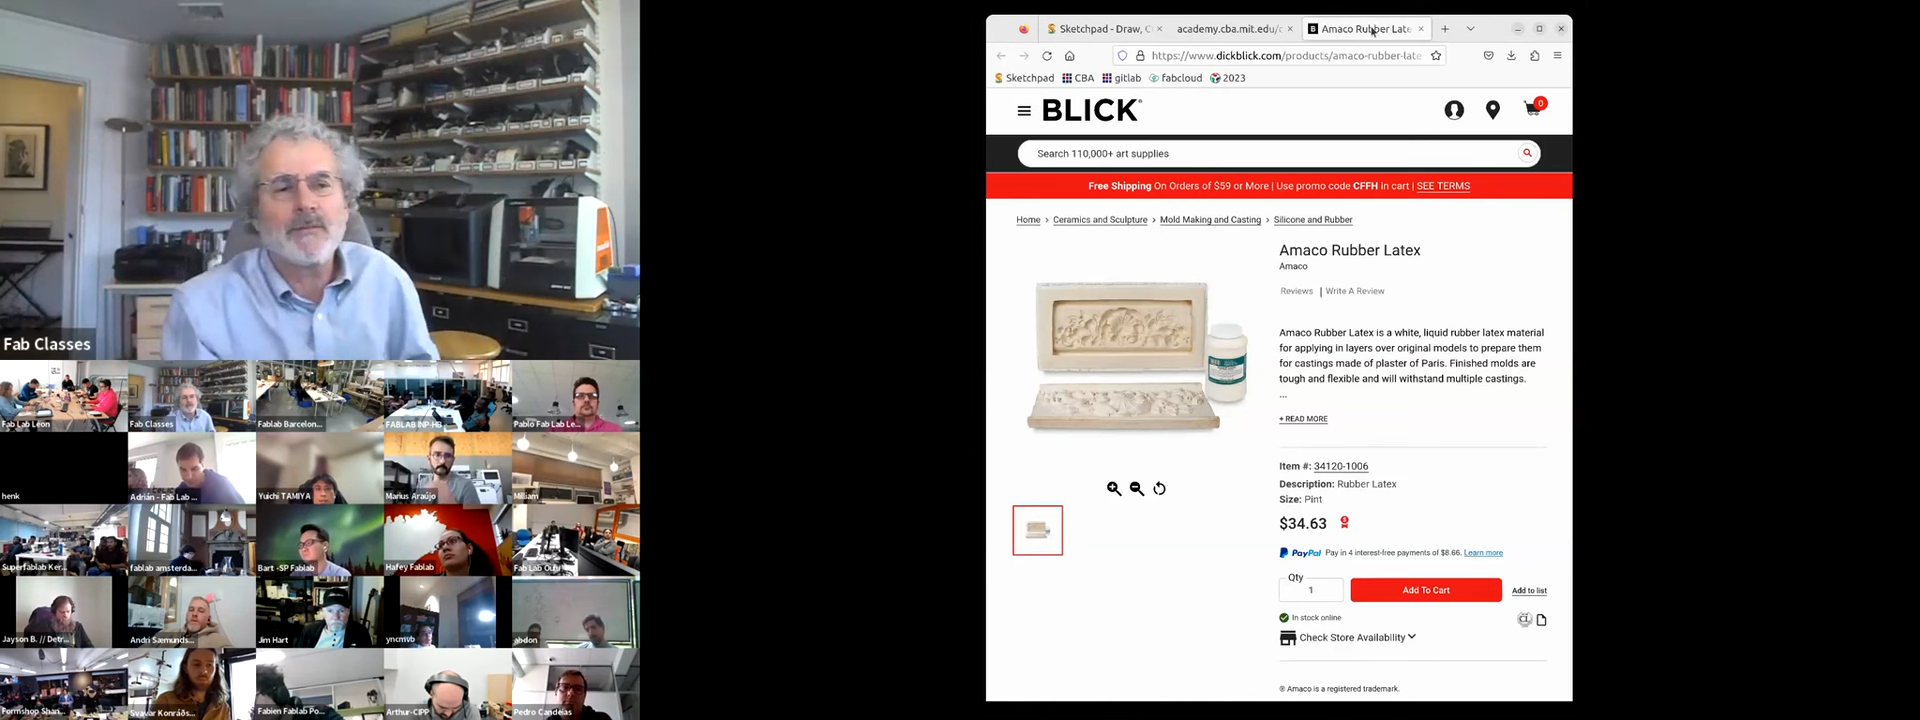 Fab Classes
Fab Lab León
Fab Classes
Fablab Barcelon...
FABLAB INP-HB
Pablo Fab Lab Le...
henk
Adrián - Fab Lab ...
Yuichi TAMIYA
Marius Araújo
Miliam
Superfablab Ker...
fablab amsterda...
Bart -SP Fablab
Hafey Fablab
Fab Lab Oulu
Jayson B. // Detr...
Andri Sæmunds...
Jim Hart
yncmvb
abdon
Formshop Shan...
Svavar Konráðs...
Fabien Fablab Po...
Arthur-CIPP
Pedro Candeias
Sketchpad - Draw, C
academy.cba.mit.edu/c
Amaco Rubber Late
https://www.dickblick.com/products/amaco-rubber-late
Sketchpad CBA gitlab fabcloud 2023
BLICK
0
Search 110,000+ art supplies
Free Shipping On Orders of $59 or More | Use promo code CFFH in cart | SEE TERMS
Home > Ceramics and Sculpture > Mold Making and Casting > Silicone and Rubber
Amaco Rubber Latex
Amaco
Reviews | Write A Review
Amaco Rubber Latex is a white, liquid rubber latex material
for applying in layers over original models to prepare them
for castings made of plaster of Paris. Finished molds are
tough and flexible and will withstand multiple castings.
...
+ READ MORE
Item #: 34120-1006
Description: Rubber Latex
Size: Pint
$34.63
PayPal Pay in 4 interest-free payments of $8.66. Learn more
Qty
1
Add To Cart
Add to list
In stock online
Check Store Availability
® Amaco is a registered trademark.